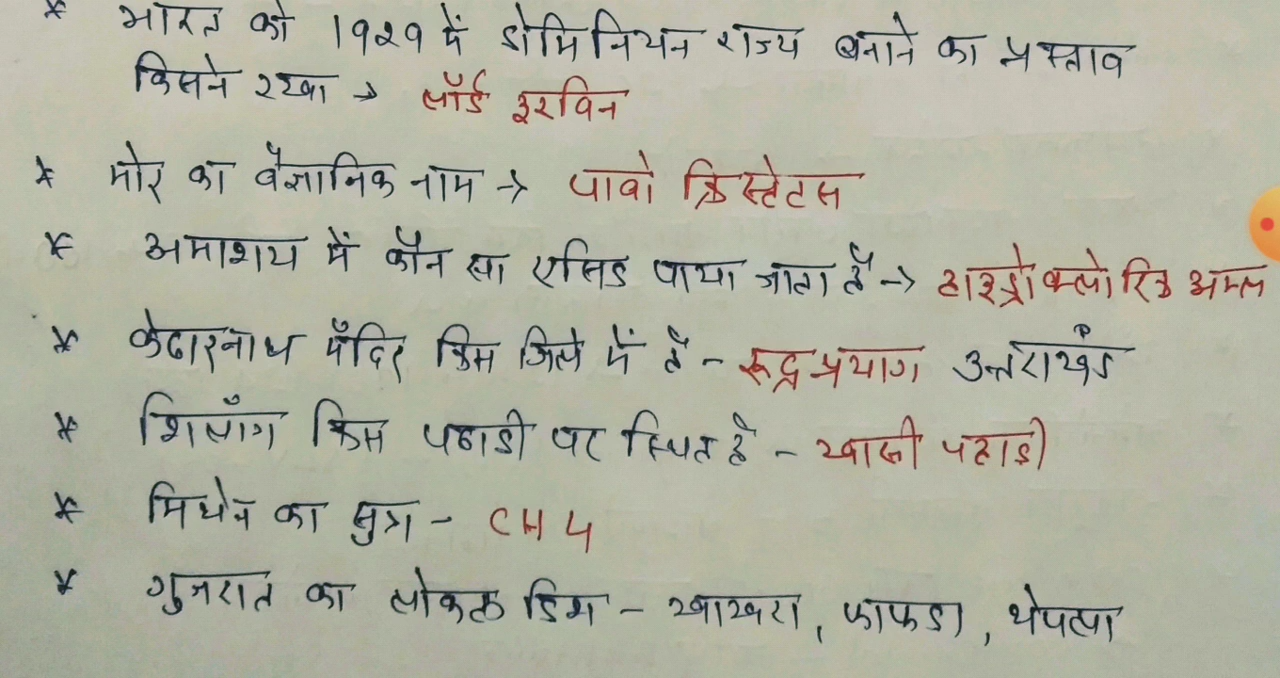 * भारत को 1929 में डोमिनियन राज्य बनाने का प्रस्ताव
किसने रखा → लॉर्ड इरविन
* मोर का वैज्ञानिक नाम → पावो क्रिस्टेटस
* अमाशय में कौन सा एसिड पाया जाता है → हाइड्रोक्लोरिक अम्ल
* केदारनाथ मंदिर किस जिले में है - रूद्रप्रयाग उत्तराखंड
* शिलाँग किस पहाडी पर स्थित है - खासी पहाड़ी
* मिथेन का सुत्र - CH4
* गुजरात का लोकल डिश - खाखरा, फाफडा, थेपला